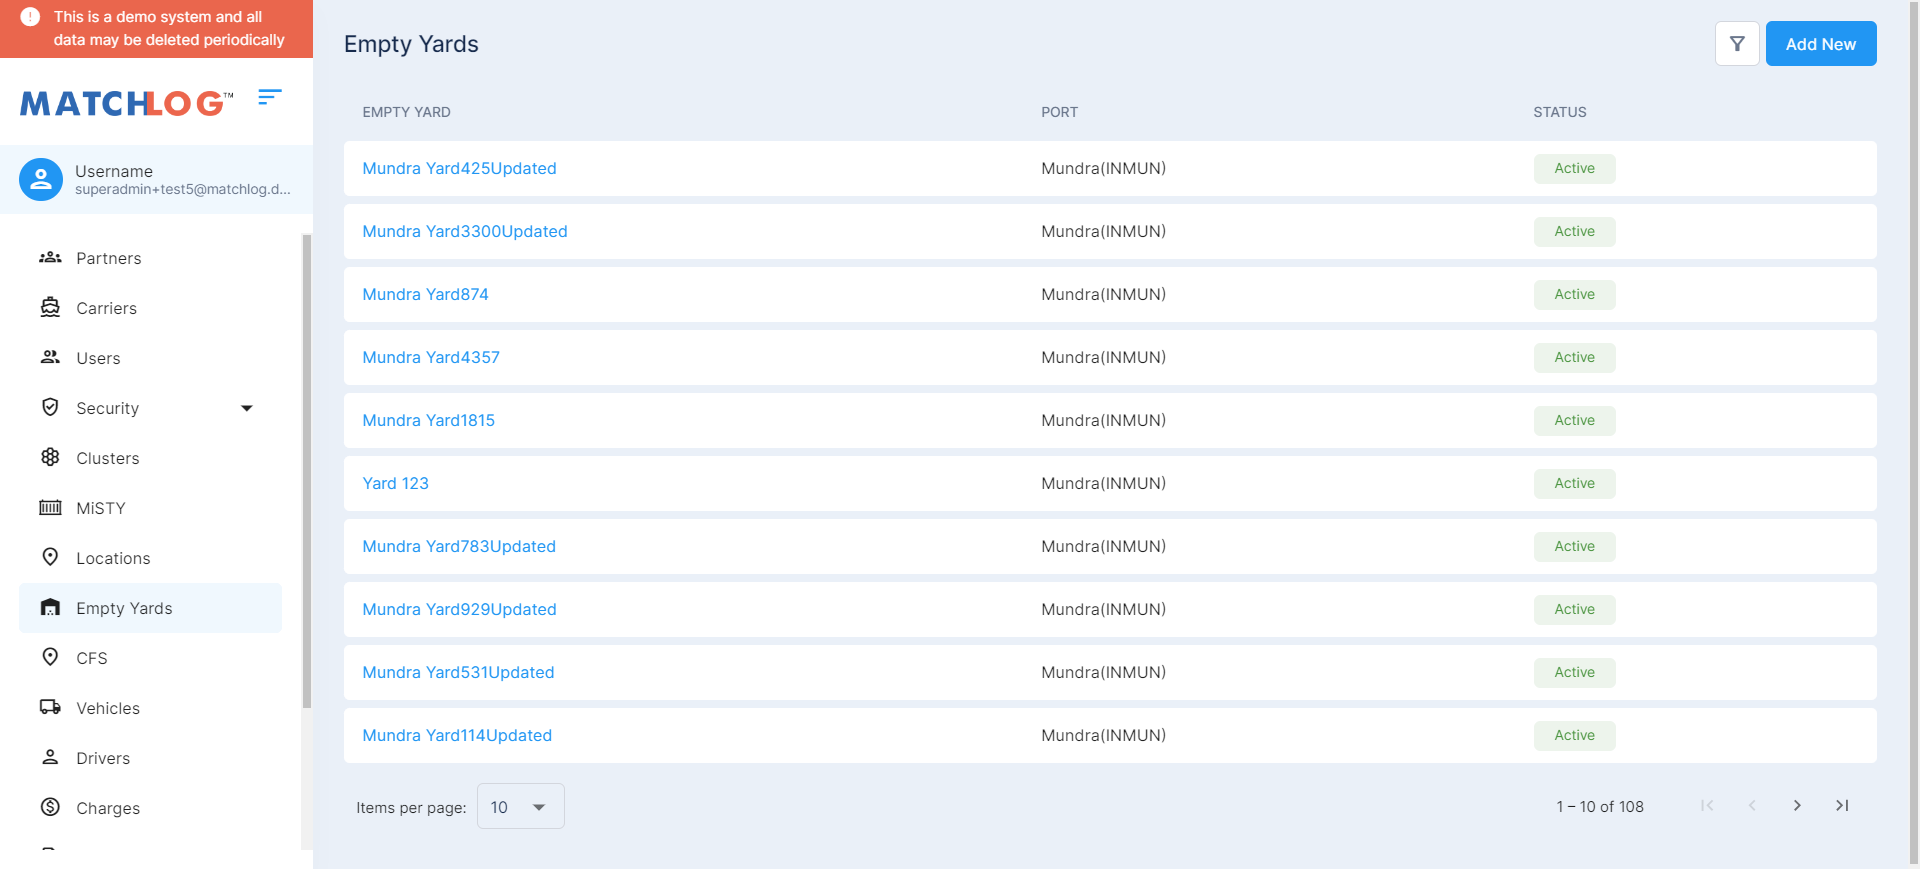 This is a demo system and all
data may be deleted periodically
MATCHLOG™
Username
superadmin+test5@matchlog.d...
Partners
Carriers
Users
Security
Clusters
MiSTY
Locations
Empty Yards
CFS
Vehicles
Drivers
Charges
Empty Yards
Add New
EMPTY YARD PORT STATUS
Mundra Yard425Updated Mundra(INMUN) Active
Mundra Yard3300Updated Mundra(INMUN) Active
Mundra Yard874 Mundra(INMUN) Active
Mundra Yard4357 Mundra(INMUN) Active
Mundra Yard1815 Mundra(INMUN) Active
Yard 123 Mundra(INMUN) Active
Mundra Yard783Updated Mundra(INMUN) Active
Mundra Yard929Updated Mundra(INMUN) Active
Mundra Yard531Updated Mundra(INMUN) Active
Mundra Yard114Updated Mundra(INMUN) Active
Items per page: 10 1 – 10 of 108